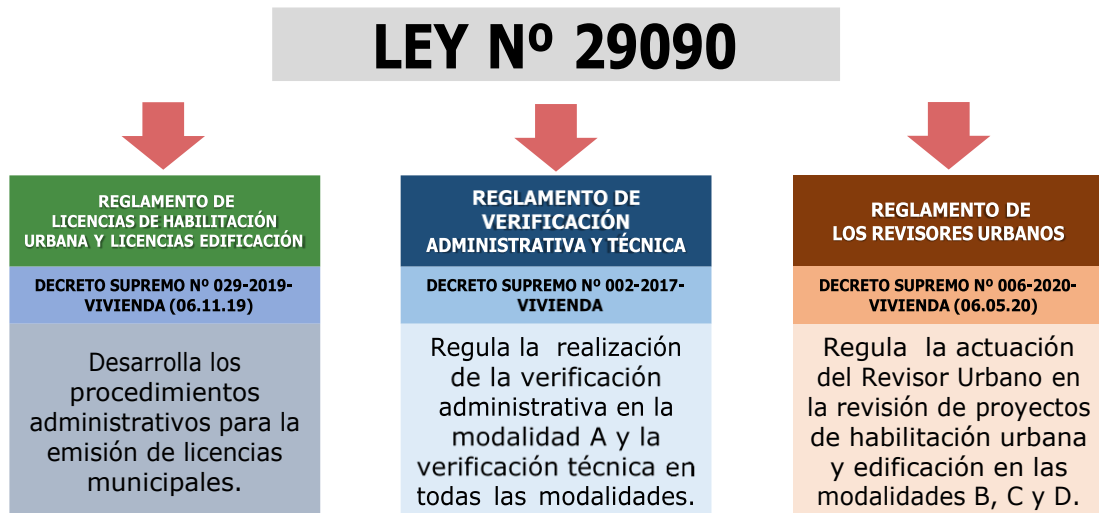 LEY Nº 29090
REGLAMENTO DE
LICENCIAS DE HABILITACIÓN
URBANA Y LICENCIAS EDIFICACIÓN
DECRETO SUPREMO Nº 029-2019-
VIVIENDA (06.11.19)
Desarrolla los
procedimientos
administrativos para la
emisión de licencias
municipales.
REGLAMENTO DE
VERIFICACIÓN
ADMINISTRATIVA Y TÉCNICA
DECRETO SUPREMO Nº 002-2017-
VIVIENDA
Regula la realización
de la verificación
administrativa en la
modalidad A y la
verificación técnica en
todas las modalidades.
REGLAMENTO DE
LOS REVISORES URBANOS
DECRETO SUPREMO Nº 006-2020-
VIVIENDA (06.05.20)
Regula la actuación
del Revisor Urbano en
la revisión de proyectos
de habilitación urbana
y edificación en las
modalidades B, C y D.